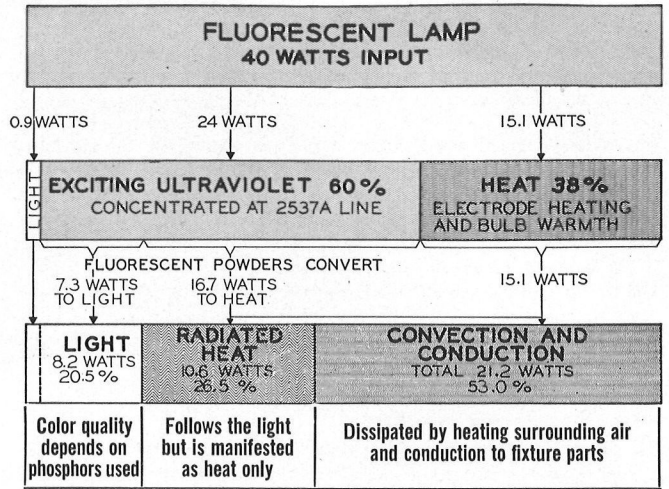 FLUORESCENT LAMP
40 WATTS INPUT
0.9 WATTS
24 WATTS
15.1 WATTS
LIGHT
EXCITING ULTRAVIOLET 60%
CONCENTRATED AT 2537A LINE
HEAT 38%
ELECTRODE HEATING
AND BULB WARMTH
FLUORESCENT POWDERS CONVERT
7.3 WATTS
TO LIGHT
16.7 WATTS
TO HEAT
15.1 WATTS
LIGHT
8.2 WATTS
20.5%
RADIATED
HEAT
10.6 WATTS
26.5 %
CONVECTION AND
CONDUCTION
TOTAL 21.2 WATTS
53.0 %
Color quality
depends on
phosphors used
Follows the light
but is manifested
as heat only
Dissipated by heating surrounding air
and conduction to fixture parts